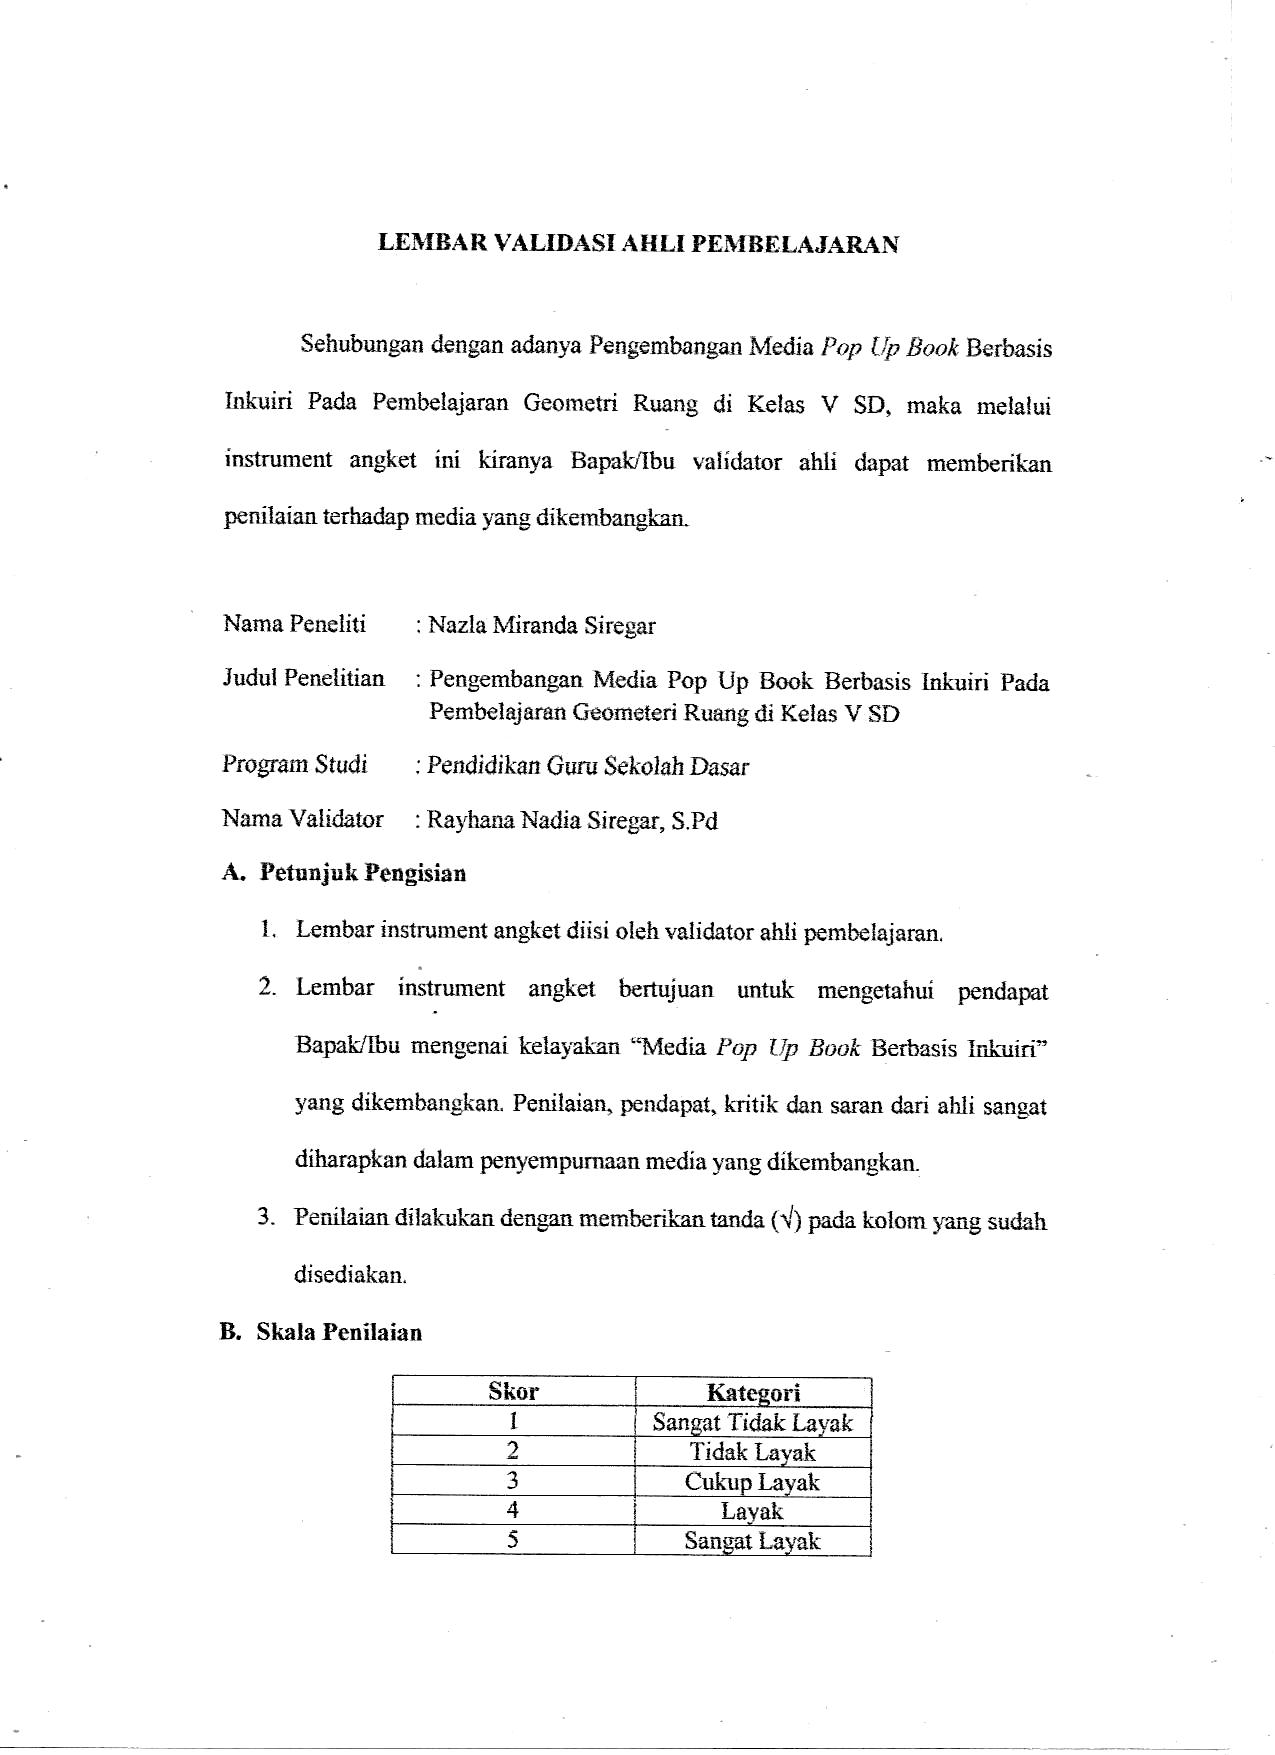 LEMBAR VALIDASI AHLI PEMBELAJARAN
Sehubungan dengan adanya Pengembangan Media Pop Up Book Berbasis
Inkuiri Pada Pembelajaran Geometri Ruang di Kelas V SD, maka melalui
instrument angket ini kiranya Bapak/Ibu validator ahli dapat memberikan
penilaian terhadap media yang dikembangkan.
Nama Peneliti : Nazla Miranda Siregar
Judul Penelitian : Pengembangan Media Pop Up Book Berbasis Inkuiri Pada
Pembelajaran Geometeri Ruang di Kelas V SD
Program Studi : Pendidikan Guru Sekolah Dasar
Nama Validator : Rayhana Nadia Siregar, S.Pd
A. Petunjuk Pengisian
1. Lembar instrument angket diisi oleh validator ahli pembelajaran.
2. Lembar instrument angket bertujuan untuk mengetahui pendapat
Bapak/Ibu mengenai kelayakan “Media Pop Up Book Berbasis Inkuiri”
yang dikembangkan. Penilaian, pendapat, kritik dan saran dari ahli sangat
diharapkan dalam penyempurnaan media yang dikembangkan.
3. Penilaian dilakukan dengan memberikan tanda (√) pada kolom yang sudah
disediakan.
B. Skala Penilaian
Skor Kategori
1 Sangat Tidak Layak
2 Tidak Layak
3 Cukup Layak
4 Layak
5 Sangat Layak